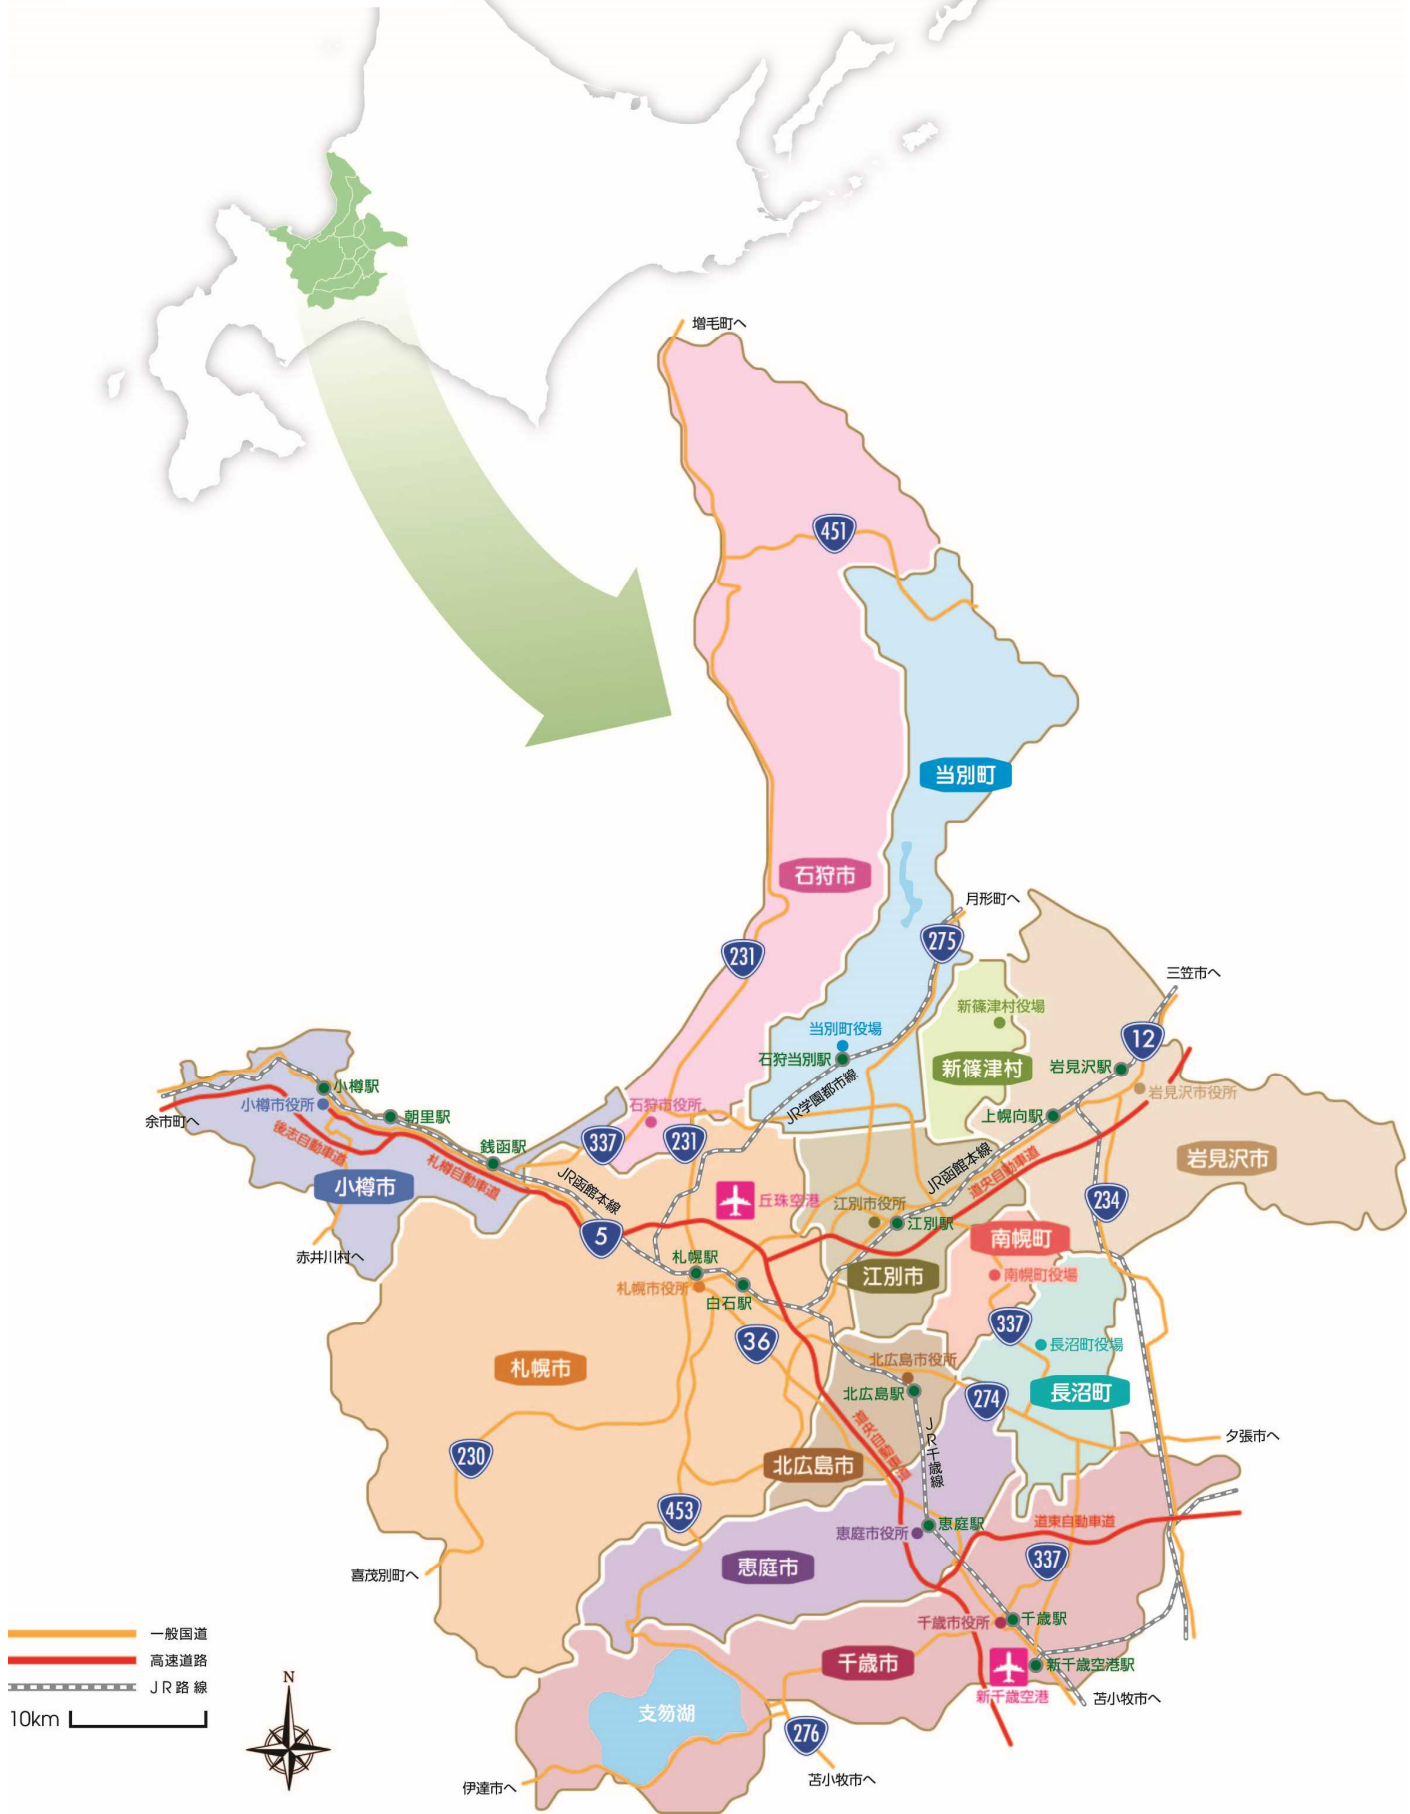 増毛町へ
451
当別町
石狩市
月形町へ
275
231
三笠市へ
新篠津村役場
当別町役場
12
石狩当別駅
新篠津村
岩見沢駅
岩見沢市役所
小樽駅
小樽市役所
石狩市役所
JR学園都市線
朝里駅
上幌向駅
余市町へ
後志自動車道
銭函駅
337
231
JR函館本線
道央自動車道
岩見沢市
札樽自動車道
小樽市
JR函館本線
丘珠空港
江別市役所
江別駅
234
5
南幌町
赤井川村へ
札幌駅
江別市
南幌町役場
札幌市役所
白石駅
337
36
長沼町役場
札幌市
北広島市役所
北広島駅
274
長沼町
道央自動車道
JR千歳線
夕張市へ
230
北広島市
453
恵庭駅
恵庭市役所
道東自動車道
恵庭市
337
喜茂別町へ
千歳市役所
千歳駅
一般国道
高速道路
JR路線
千歳市
新千歳空港駅
新千歳空港
苫小牧市へ
N
10km
支笏湖
276
伊達市へ
苫小牧市へ